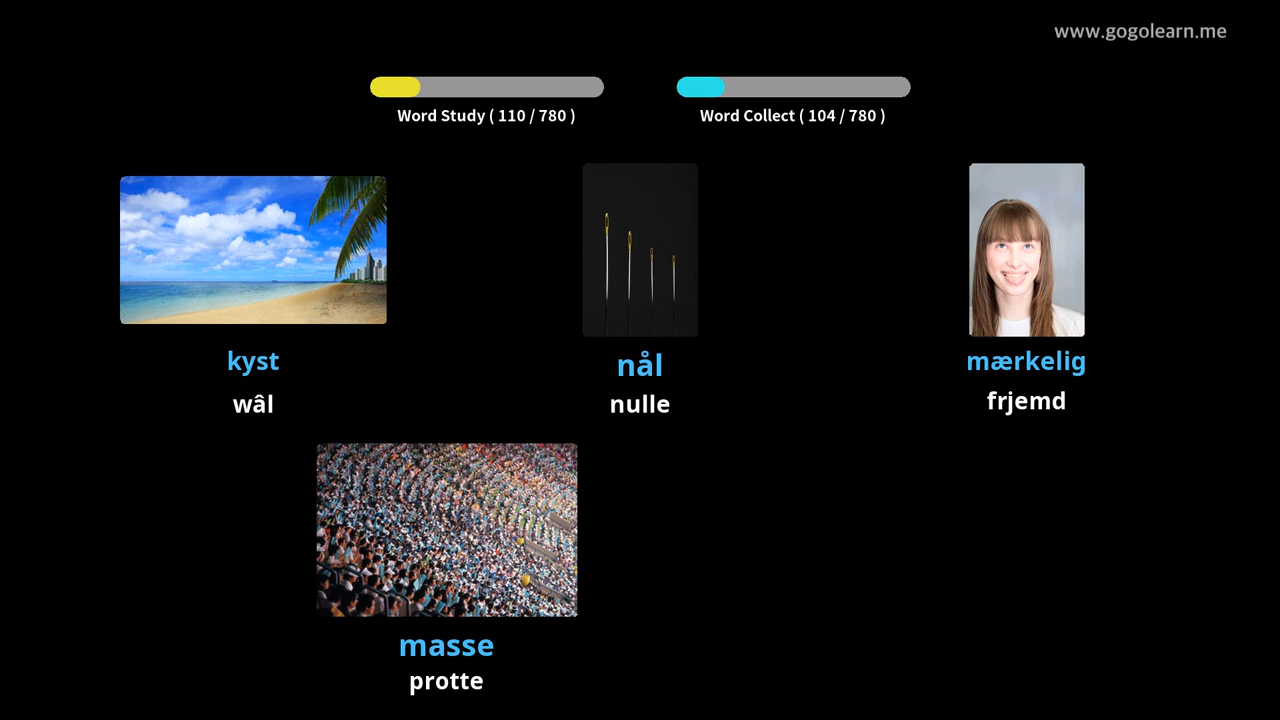 www.gogolearn.me
Word Study ( 110 / 780 )
Word Collect ( 104 / 780 )
kyst
wâl
nål
nulle
mærkelig
frjemd
masse
protte